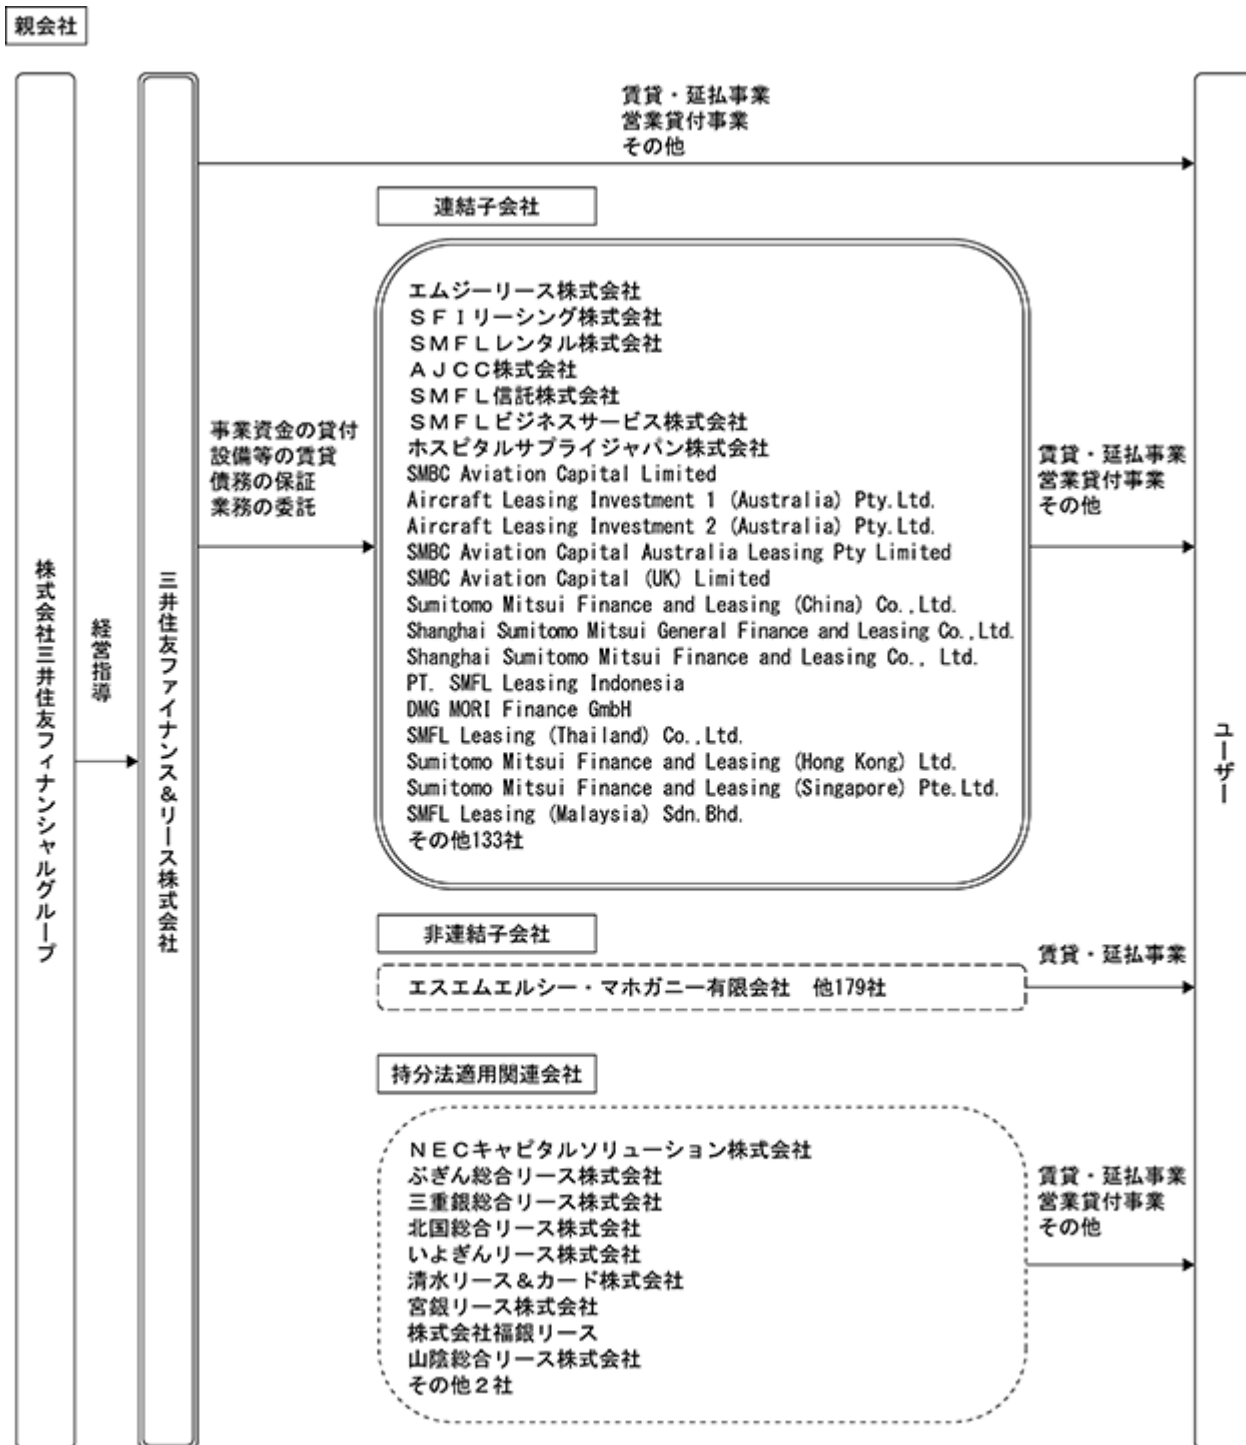 親会社
株式会社三井住友フィナンシャルグループ
経営指導
三井住友ファイナンス&リース株式会社
賃貸・延払事業
営業貸付事業
その他
事業資金の貸付
設備等の賃貸
債務の保証
業務の委託
連結子会社
エムジーリース株式会社
ＳＦＩリーシング株式会社
ＳＭＦＬレンタル株式会社
ＡＪＣＣ株式会社
ＳＭＦＬ信託株式会社
ＳＭＦＬビジネスサービス株式会社
ホスピタルサプライジャパン株式会社
SMBC Aviation Capital Limited
Aircraft Leasing Investment 1 (Australia) Pty.Ltd.
Aircraft Leasing Investment 2 (Australia) Pty.Ltd.
SMBC Aviation Capital Australia Leasing Pty Limited
SMBC Aviation Capital (UK) Limited
Sumitomo Mitsui Finance and Leasing (China) Co.,Ltd.
Shanghai Sumitomo Mitsui General Finance and Leasing Co.,Ltd.
Shanghai Sumitomo Mitsui Finance and Leasing Co., Ltd.
PT. SMFL Leasing Indonesia
DMG MORI Finance GmbH
SMFL Leasing (Thailand) Co.,Ltd.
Sumitomo Mitsui Finance and Leasing (Hong Kong) Ltd.
Sumitomo Mitsui Finance and Leasing (Singapore) Pte.Ltd.
SMFL Leasing (Malaysia) Sdn.Bhd.
その他133社
賃貸・延払事業
営業貸付事業
その他
非連結子会社
エスエムエルシー・マホガニー有限会社　他179社
賃貸・延払事業
持分法適用関連会社
ＮＥＣキャピタルソリューション株式会社
ぶぎん総合リース株式会社
三重銀総合リース株式会社
北国総合リース株式会社
いよぎんリース株式会社
清水リース＆カード株式会社
宮銀リース株式会社
株式会社福銀リース
山陰総合リース株式会社
その他２社
賃貸・延払事業
営業貸付事業
その他
ユーザー